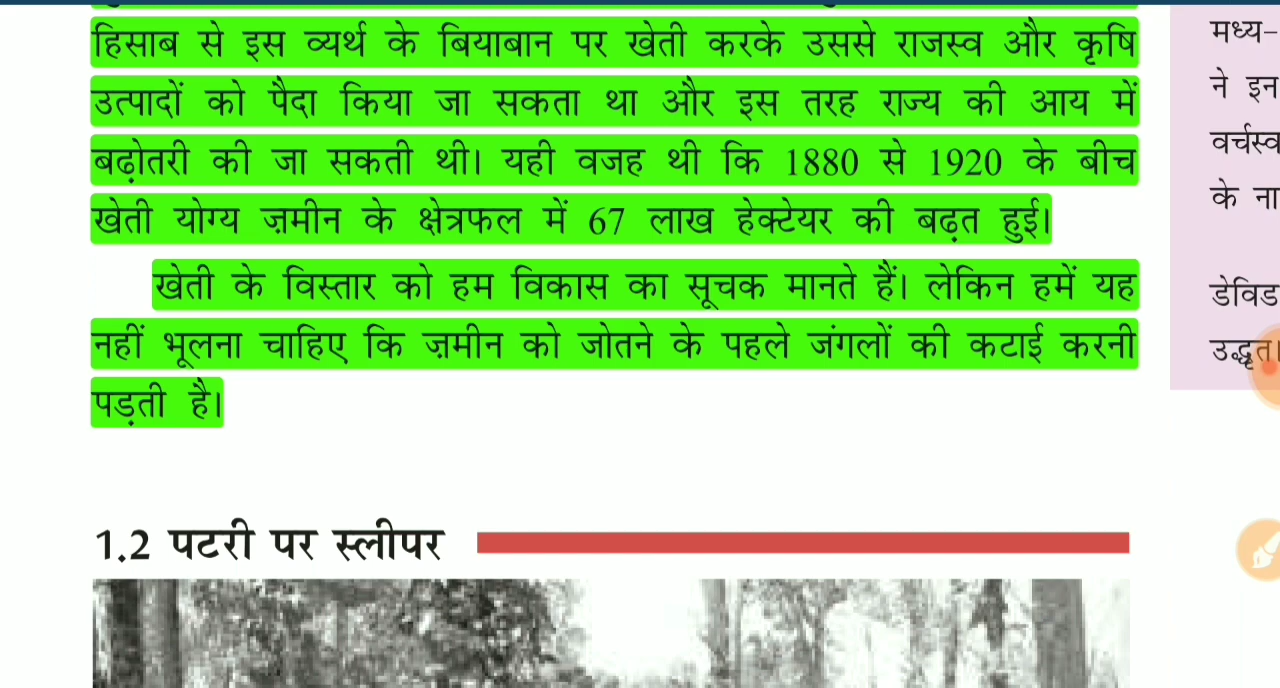 हिसाब से इस व्यर्थ के बियाबान पर खेती करके उससे राजस्व और कृषि
उत्पादों को पैदा किया जा सकता था और इस तरह राज्य की आय में
बढ़ोतरी की जा सकती थी। यही वजह थी कि 1880 से 1920 के बीच
खेती योग्य ज़मीन के क्षेत्रफल में 67 लाख हेक्टेयर की बढ़त हुई।
खेती के विस्तार को हम विकास का सूचक मानते हैं। लेकिन हमें यह
नहीं भूलना चाहिए कि ज़मीन को जोतने के पहले जंगलों की कटाई करनी
पड़ती है।
1.2 पटरी पर स्लीपर
मध्य-
ने इन
वर्चस्व
के ना
डेविड
उद्धृत।